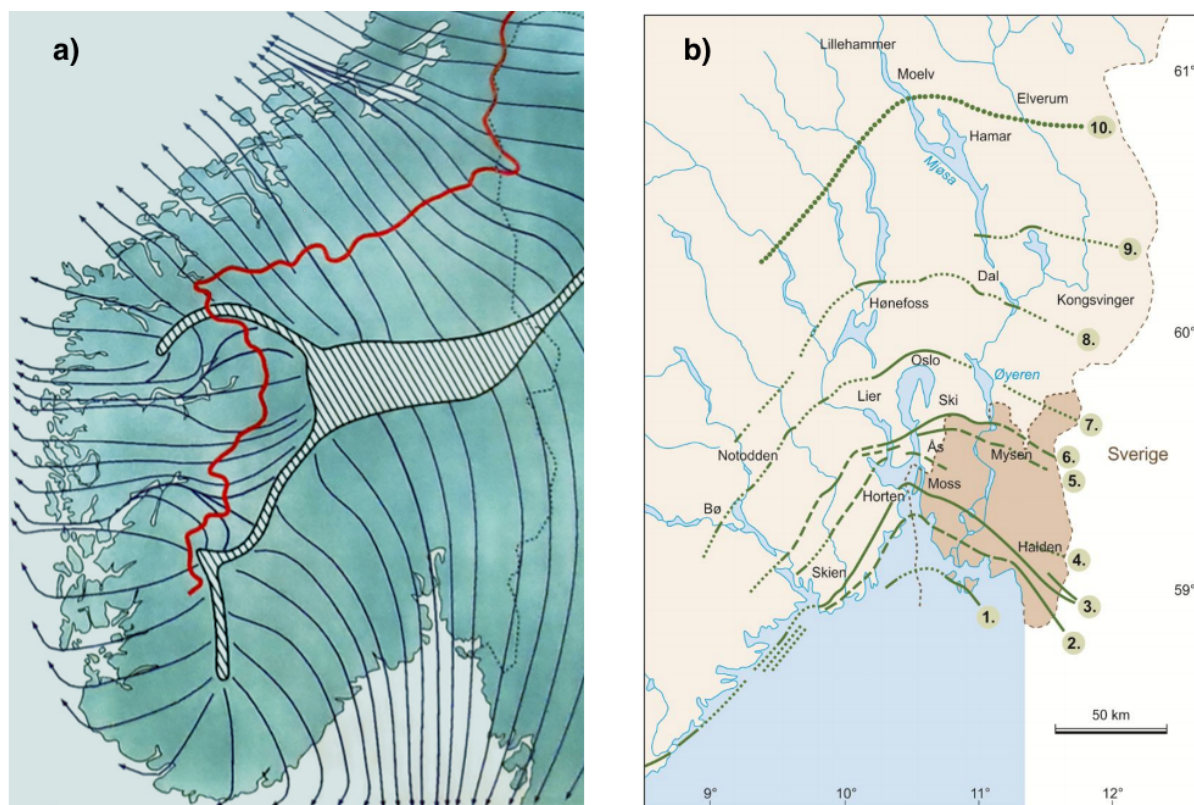 a)
b)
Lillehammer
61°
Moelv
Elverum
10.
Hamar
Mjøsa
9.
Dal
Kongsvinger
Hønefoss
8.
60°
Oslo
Øyeren
Lier
Ski
7.
Notodden
Ås
Mysen
6.
Sverige
5.
Moss
Horten
Bø
Halden
4.
Skien
59°
3.
1.
2.
50 km
9°
10°
11°
12°